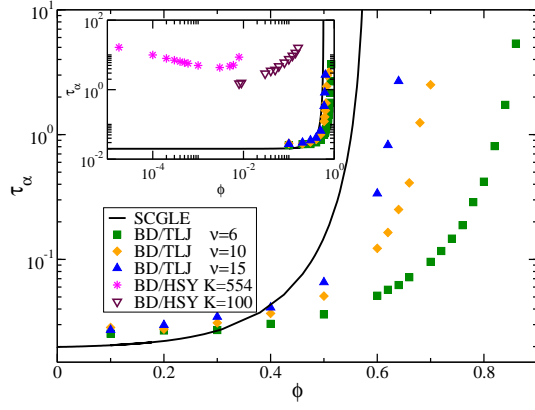 10¹
10⁰
10⁻¹
τα
0 0.2 0.4 0.6 0.8
ϕ
10²
10⁰
10⁻²
τα
10⁻⁴ 10⁻² 10⁰
ϕ
SCGLE
BD/TLJ ν=6
BD/TLJ ν=10
BD/TLJ ν=15
BD/HSY K=554
BD/HSY K=100